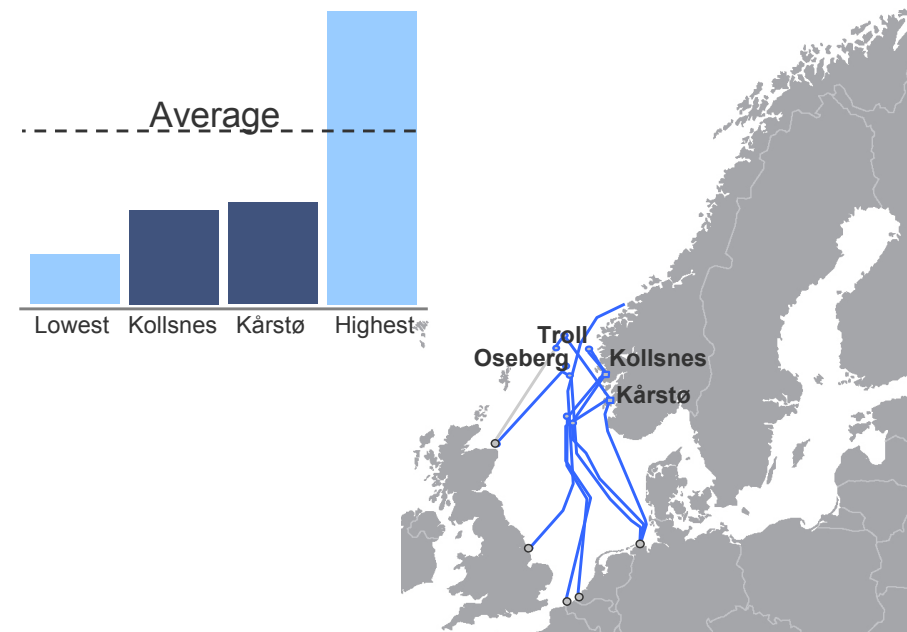 Average
Lowest
Kollsnes
Kårstø
Highest
Troll
Oseberg
Kollsnes
Kårstø